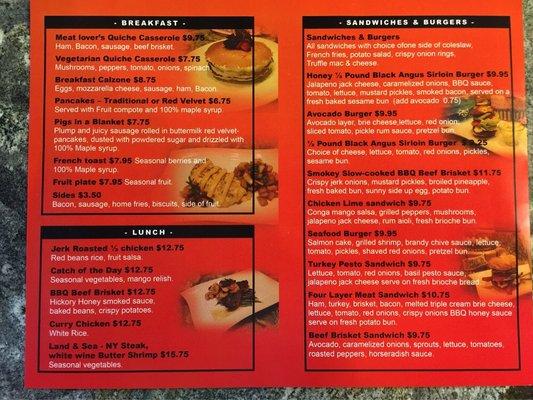 - BREAKFAST -
Meat lover's Quiche Casserole $9.75
Ham, Bacon, sausage, beef brisket.
Vegetarian Quiche Casserole $7.75
Mushrooms, peppers, tomato, onions, spinach
Breakfast Calzone $8.75
Eggs, mozzarella cheese, sausage, ham, Bacon.
Pancakes – Traditional or Red Velvet $6.75
Served with Fruit compote and 100% maple syrup.
Pigs in a Blanket $7.75
Plump and juicy sausage rolled in buttermilk red velvet-
pancakes, dusted with powdered sugar and drizzled with
100% Maple syrup.
French toast $7.95 Seasonal berries and
100% Maple syrup.
Fruit plate $7.95 Seasonal fruit.
Sides $3.50
Bacon, sausage, home fries, biscuits, side of fruit.
- LUNCH -
Jerk Roasted ½ chicken $12.75
Red beans rice, fruit salsa.
Catch of the Day $12.75
Seasonal vegetables, mango relish.
BBQ Beef Brisket $12.75
Hickory Honey smoked sauce,
baked beans, crispy potatoes.
Curry Chicken $12.75
White Rice.
Land & Sea - NY Steak,
white wine Butter Shrimp $15.75
Seasonal vegetables.
- SANDWICHES & BURGERS -
Sandwiches & Burgers
All sandwiches with choice ofone side of coleslaw,
French fries, potato salad, crispy onion rings,
Truffle mac & cheese.
Honey ½ Pound Black Angus Sirloin Burger $9.95
Jalapeno jack cheese, caramelized onions, BBQ sauce,
tomato, lettuce, mustard pickles, smoked bacon, served on a
fresh baked sesame bun (add avocado 0.75)
Avocado Burger $9.95
Avocado layer, brie cheese,lettuce, red onion,
sliced tomato, pickle rum sauce, pretzel bun.
½ Pound Black Angus Sirloin Burger
Choice of cheese, lettuce, tomato, red onions, pickles,
sesame bun.
Smokey Slow-cooked BBQ Beef Brisket $11.75
Crispy jerk onions, mustard pickles, broiled pineapple,
fresh baked bun, sunny side up egg, potato bun.
Chicken Lime sandwich $9.75
Conga mango salsa, grilled peppers, mushrooms,
jalapeno jack cheese, rum aioli, fresh brioche bun.
Seafood Burger $9.95
Salmon cake, grilled shrimp, brandy chive sauce, lettuce,
tomato, pickles, shaved red onions, pretzel bun.
Turkey Pesto Sandwich $9.75
Lettuce, tomato, red onions, basil pesto sauce,
jalapeno jack cheese serve on fresh brioche bread.
Four Layer Meat Sandwich $10.75
Ham, turkey, brisket, bacon, melted triple cream brie cheese,
lettuce, tomato, red onions, crispy onions BBQ honey sauce
serve on fresh potato bun.
Beef Brisket Sandwich $9.75
Avocado, caramelized onions, sprouts, lettuce, tomatoes,
roasted peppers, horseradish sauce.